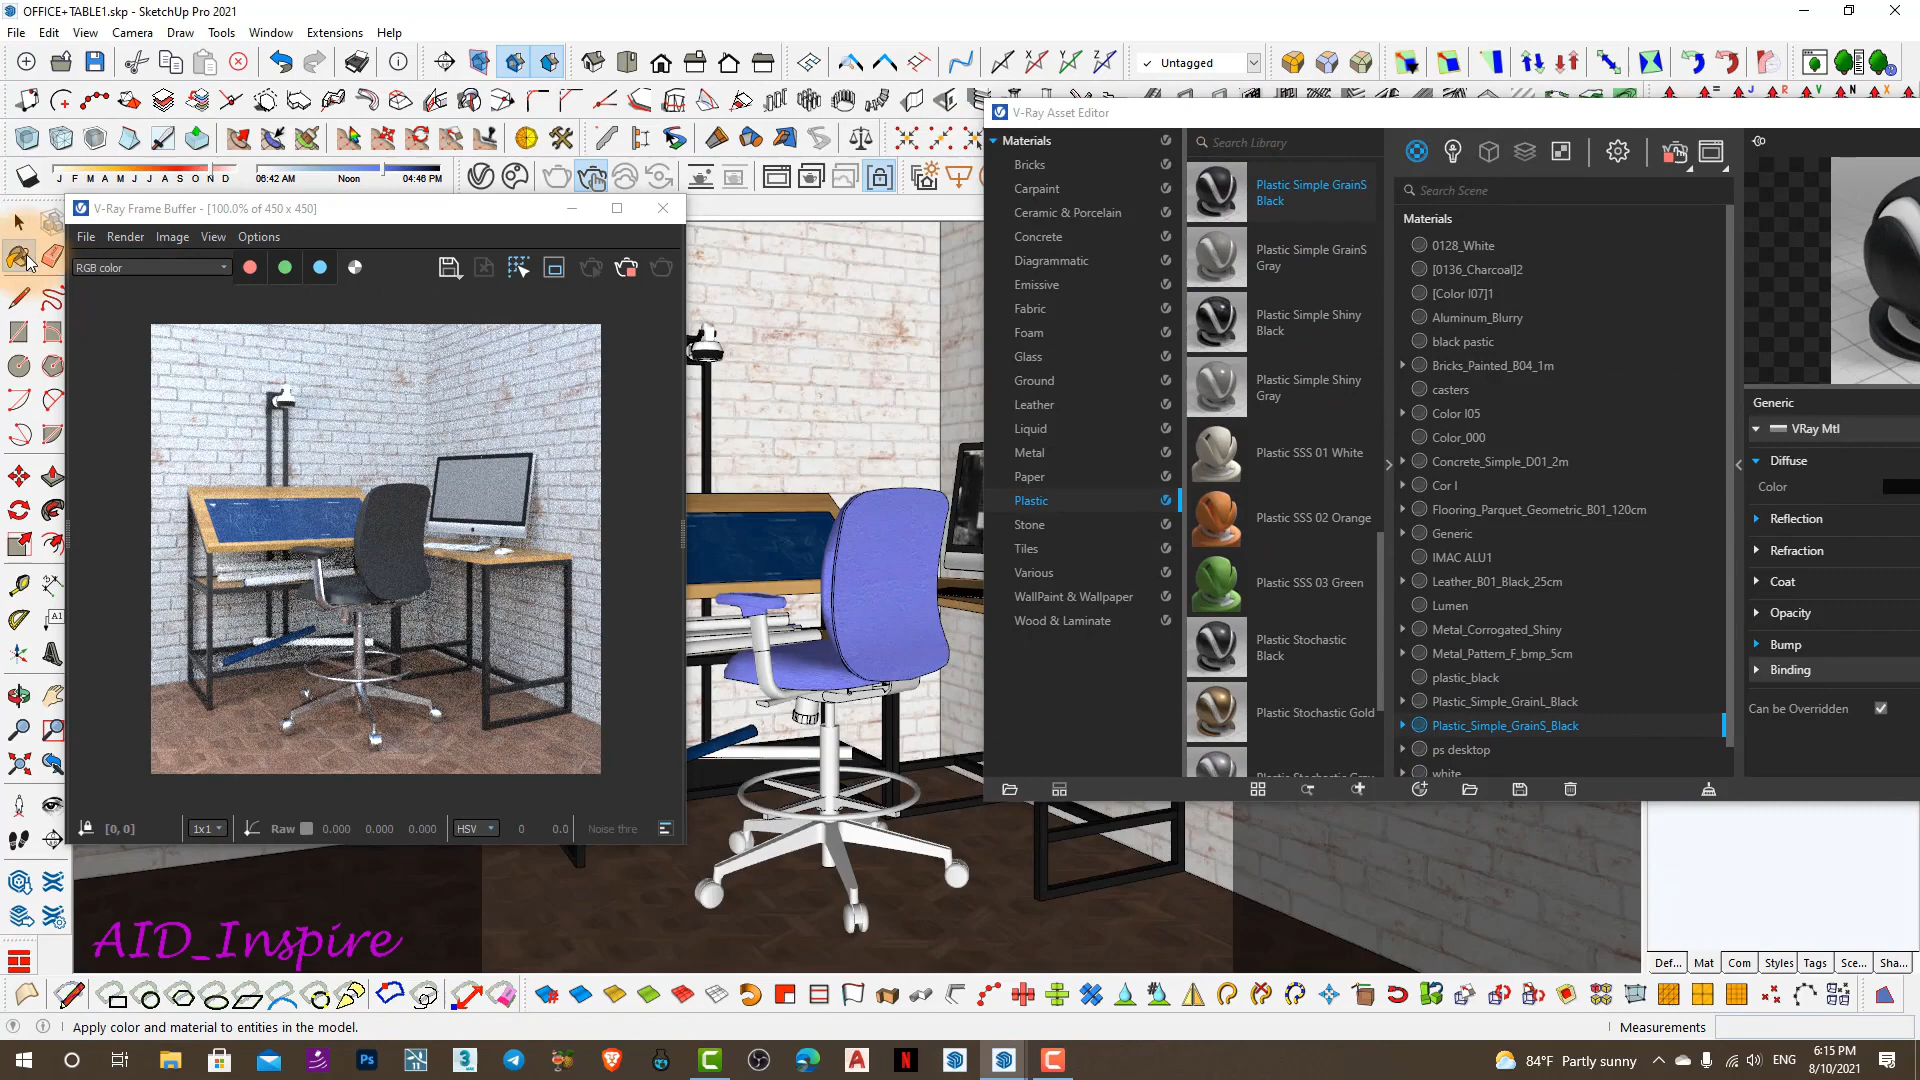 OFFICE+TABLE1.skp - SketchUp Pro 2021
File Edit View Camera Draw Tools Window Extensions Help
Untagged
V-Ray Asset Editor
J F M A M J J A S O N D
06:42 AM Noon 04:46 PM
V-Ray Frame Buffer - [100.0% of 450 x 450]
File Render Image View Options
RGB color
[0, 0]
1x1
Raw
0.000 0.000 0.000
HSV
0 0.0
Noise thre
Materials
Bricks
Carpaint
Ceramic & Porcelain
Concrete
Diagrammatic
Emissive
Fabric
Foam
Glass
Ground
Leather
Liquid
Metal
Paper
Plastic
Stone
Tiles
Various
WallPaint & Wallpaper
Wood & Laminate
Search Library
Plastic Simple GrainS
Black
Plastic Simple GrainS
Gray
Plastic Simple Shiny
Black
Plastic Simple Shiny
Gray
Plastic SSS 01 White
Plastic SSS 02 Orange
Plastic SSS 03 Green
Plastic Stochastic
Black
Plastic Stochastic Gold
Search Scene
Materials
0128_White
[0136_Charcoal]2
[Color I07]1
Aluminum_Blurry
black pastic
Bricks_Painted_B04_1m
casters
Color I05
Color_000
Concrete_Simple_D01_2m
Cor I
Flooring_Parquet_Geometric_B01_120cm
Generic
IMAC ALU1
Leather_B01_Black_25cm
Lumen
Metal_Corrogated_Shiny
Metal_Pattern_F_bmp_5cm
plastic_black
Plastic_Simple_GrainL_Black
Plastic_Simple_GrainS_Black
ps desktop
white
Generic
VRay Mtl
Diffuse
Color
Reflection
Refraction
Coat
Opacity
Bump
Binding
Can be Overridden
AID_Inspire
Def... Mat Com Styles Tags Sce... Sha...
Apply color and material to entities in the model.
Measurements
84°F Partly sunny
ENG
6:15 PM
8/10/2021